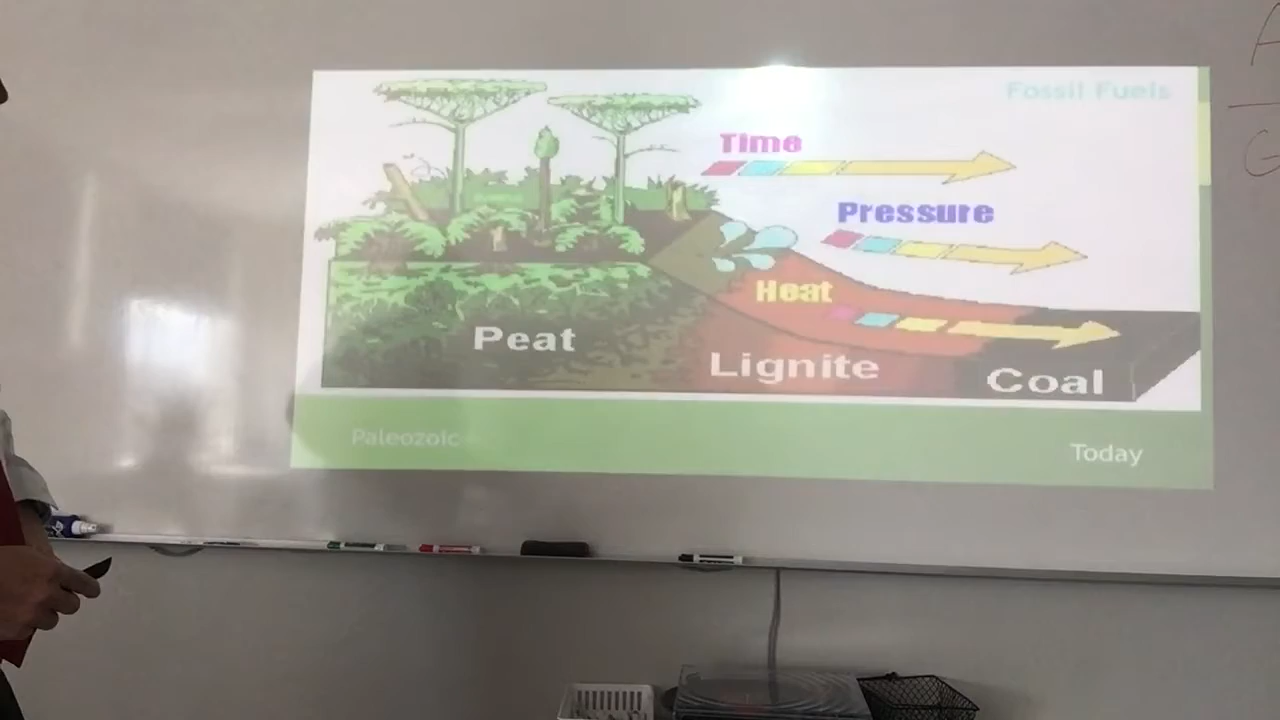 Fossil Fuels
Time
Pressure
Heat
Peat
Lignite
Coal
Paleozoic
Today
A
G